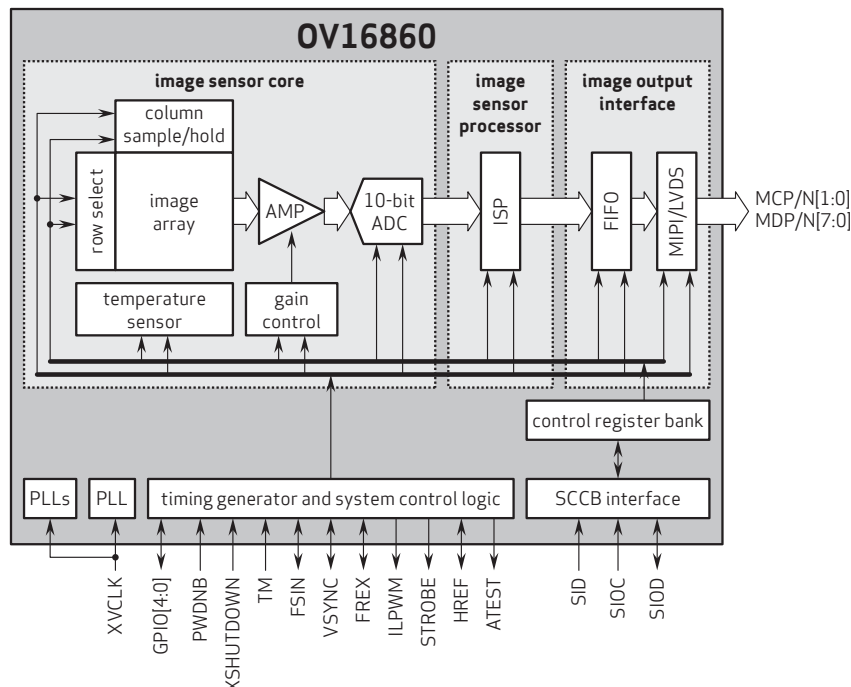 OV16860
image sensor core
image
sensor
processor
image output
interface
column
sample/hold
row select
image
array
AMP
10-bit
ADC
ISP
FIFO
MIPI/LVDS
MCP/N[1:0]
MDP/N[7:0]
temperature
sensor
gain
control
control register bank
PLLs
PLL
timing generator and system control logic
SCCB interface
XVCLK
GPIO[4:0]
PWDNB
XSHUTDOWN
TM
FSIN
VSYNC
FREX
ILPWM
STROBE
HREF
ATEST
SID
SIOC
SIOD